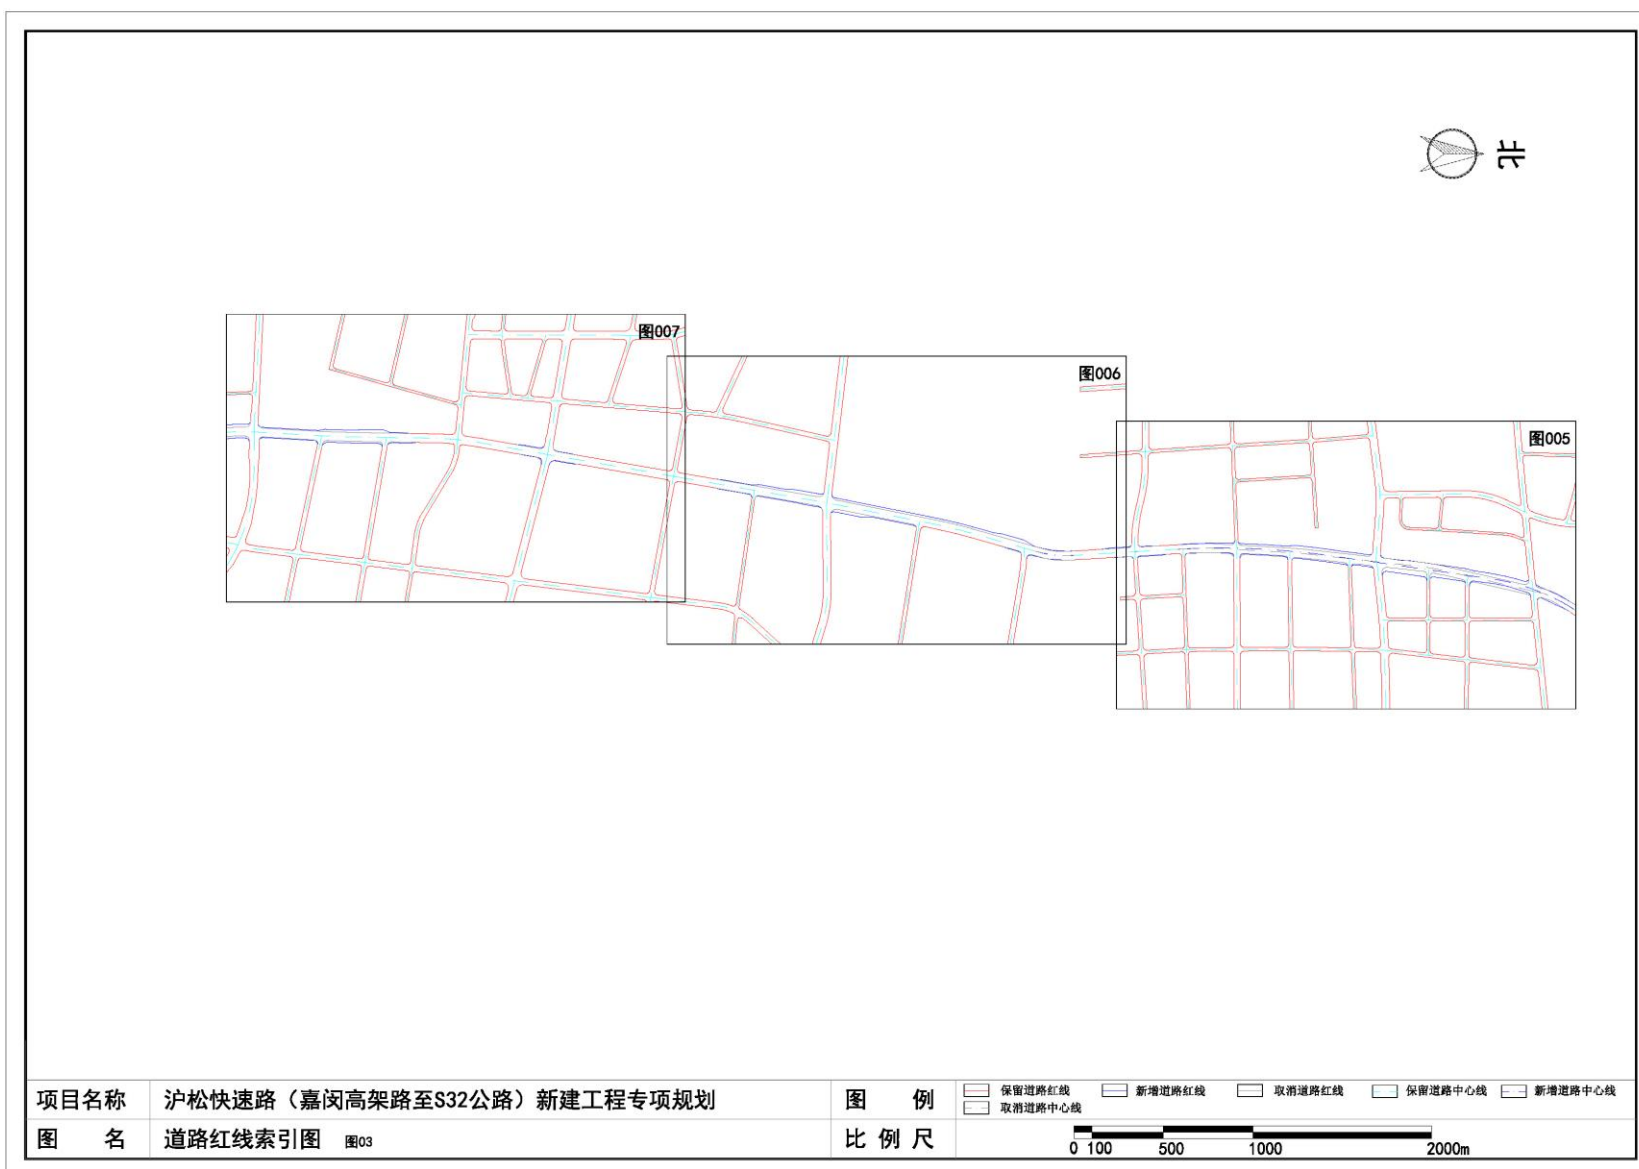 北
图007
图006
图005
项目名称
沪松快速路（嘉闵高架路至S32公路）新建工程专项规划
图 例
保留道路红线
新增道路红线
取消道路红线
保留道路中心线
新增道路中心线
取消道路中心线
图 名
道路红线索引图 图03
比 例 尺
0 100 500 1000 2000m